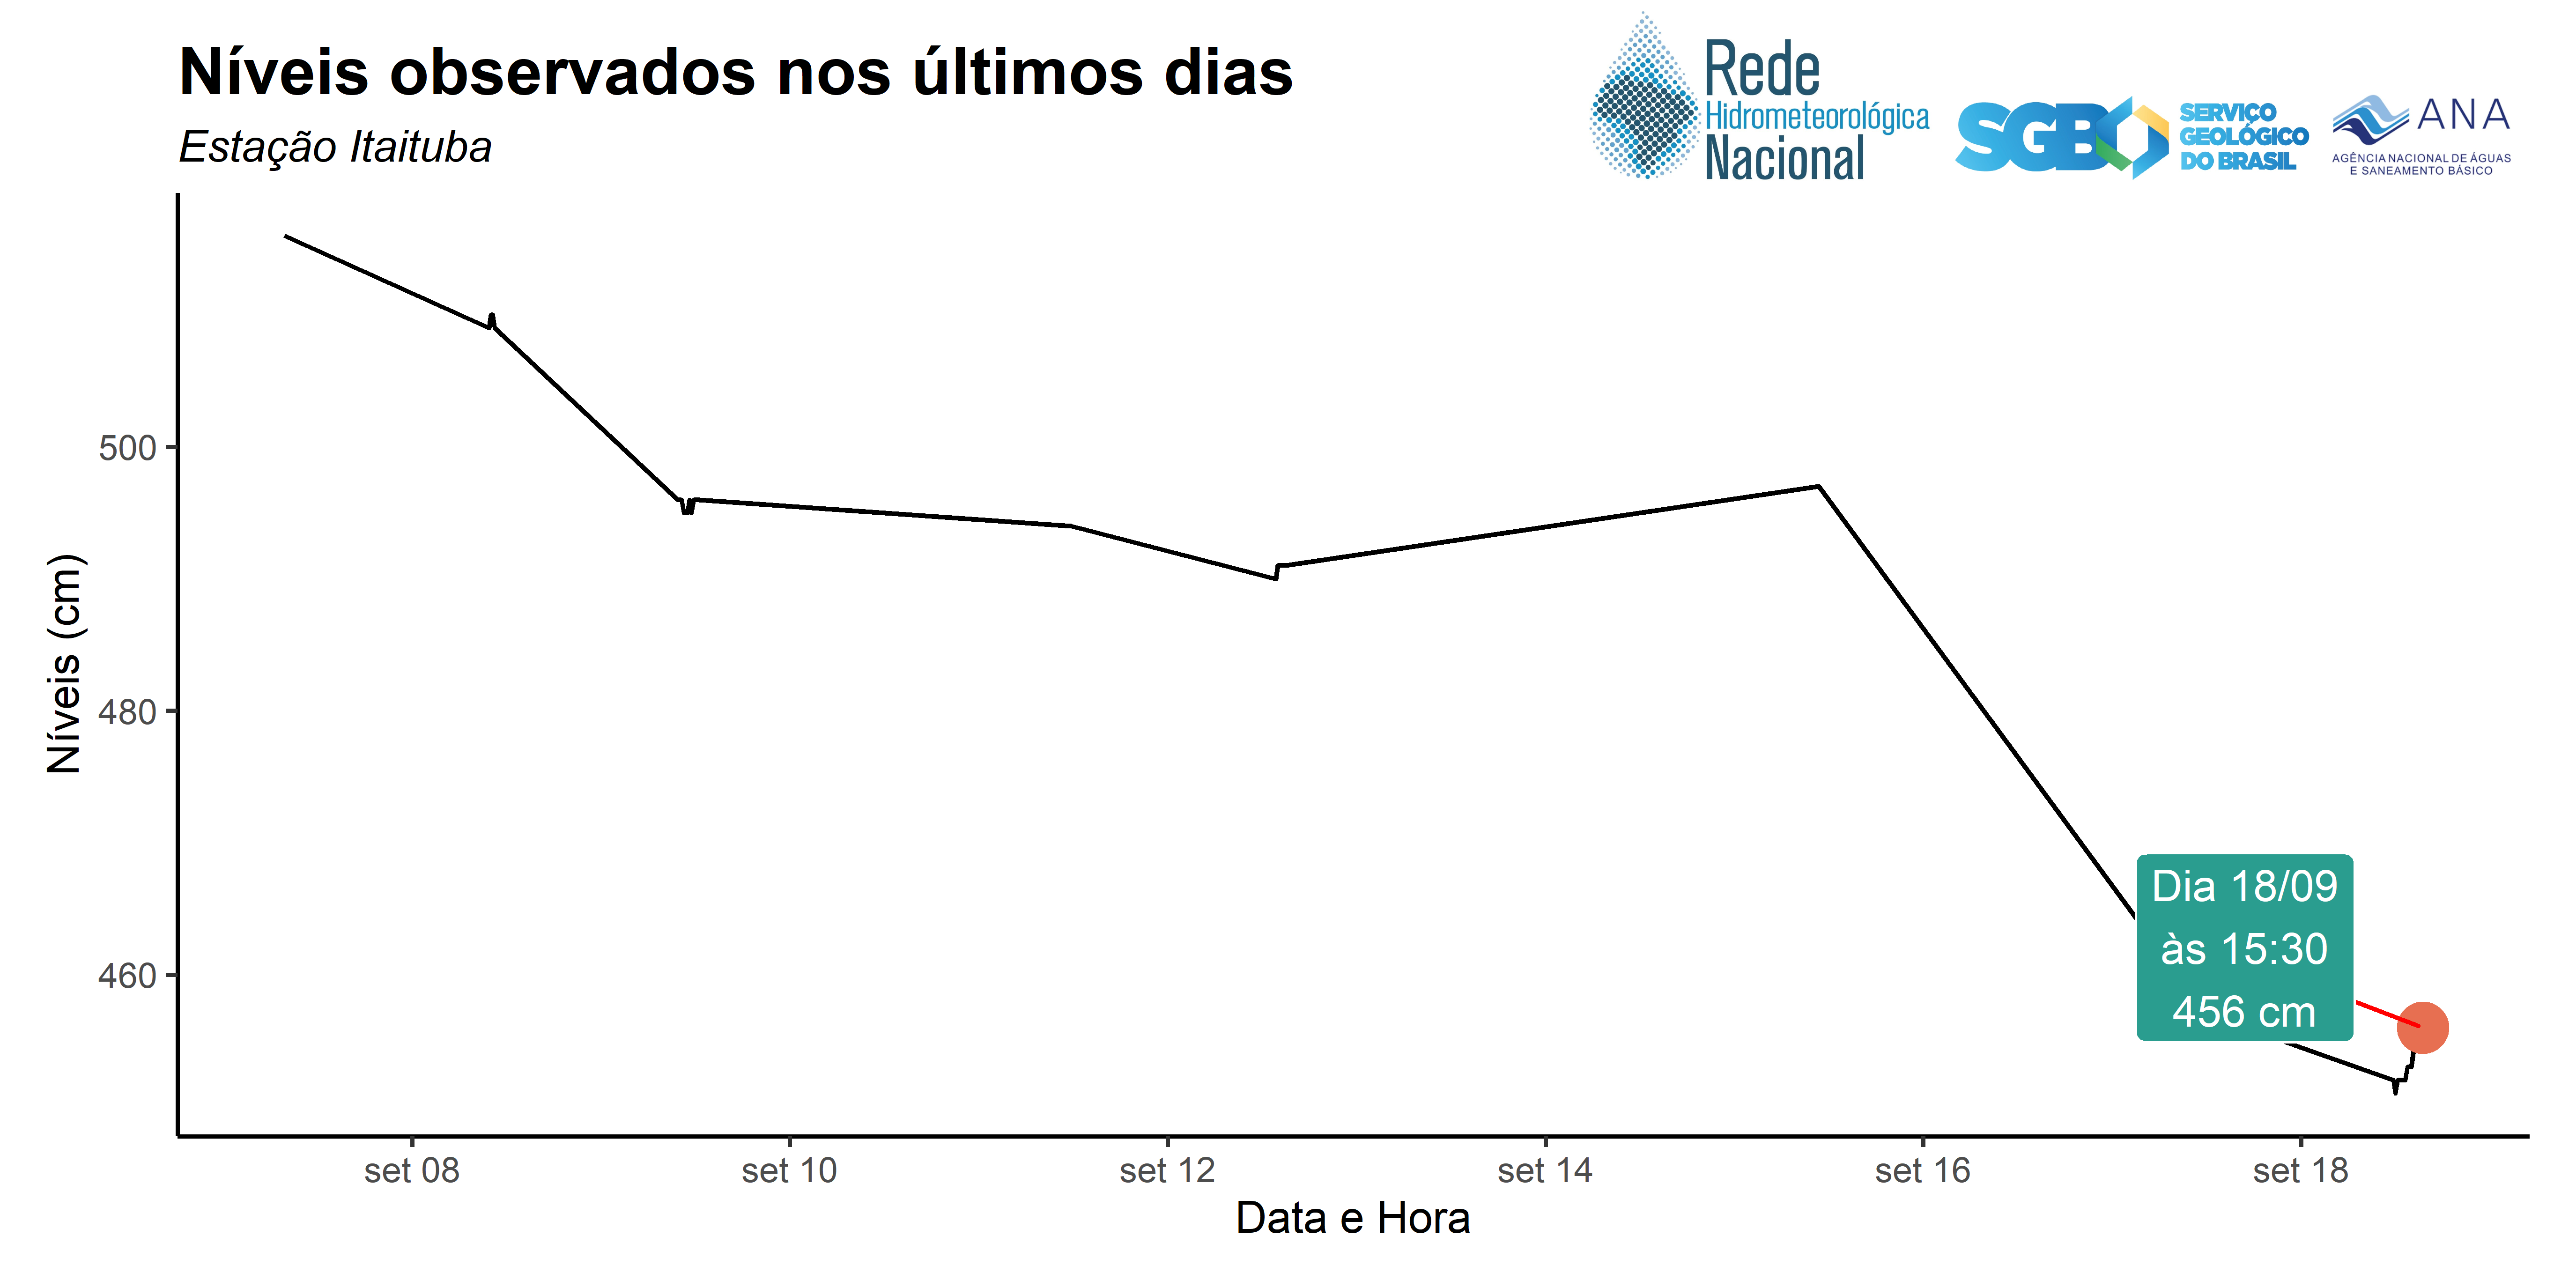 Níveis observados nos últimos dias
Estação Itaituba
Rede
Hidrometeorológica
Nacional
SGB
SERVIÇO
GEOLÓGICO
DO BRASIL
ANA
AGÊNCIA NACIONAL DE ÁGUAS
E SANEAMENTO BÁSICO
Níveis (cm)
500
480
460
Dia 18/09
às 15:30
456 cm
set 08
set 10
set 12
set 14
set 16
set 18
Data e Hora